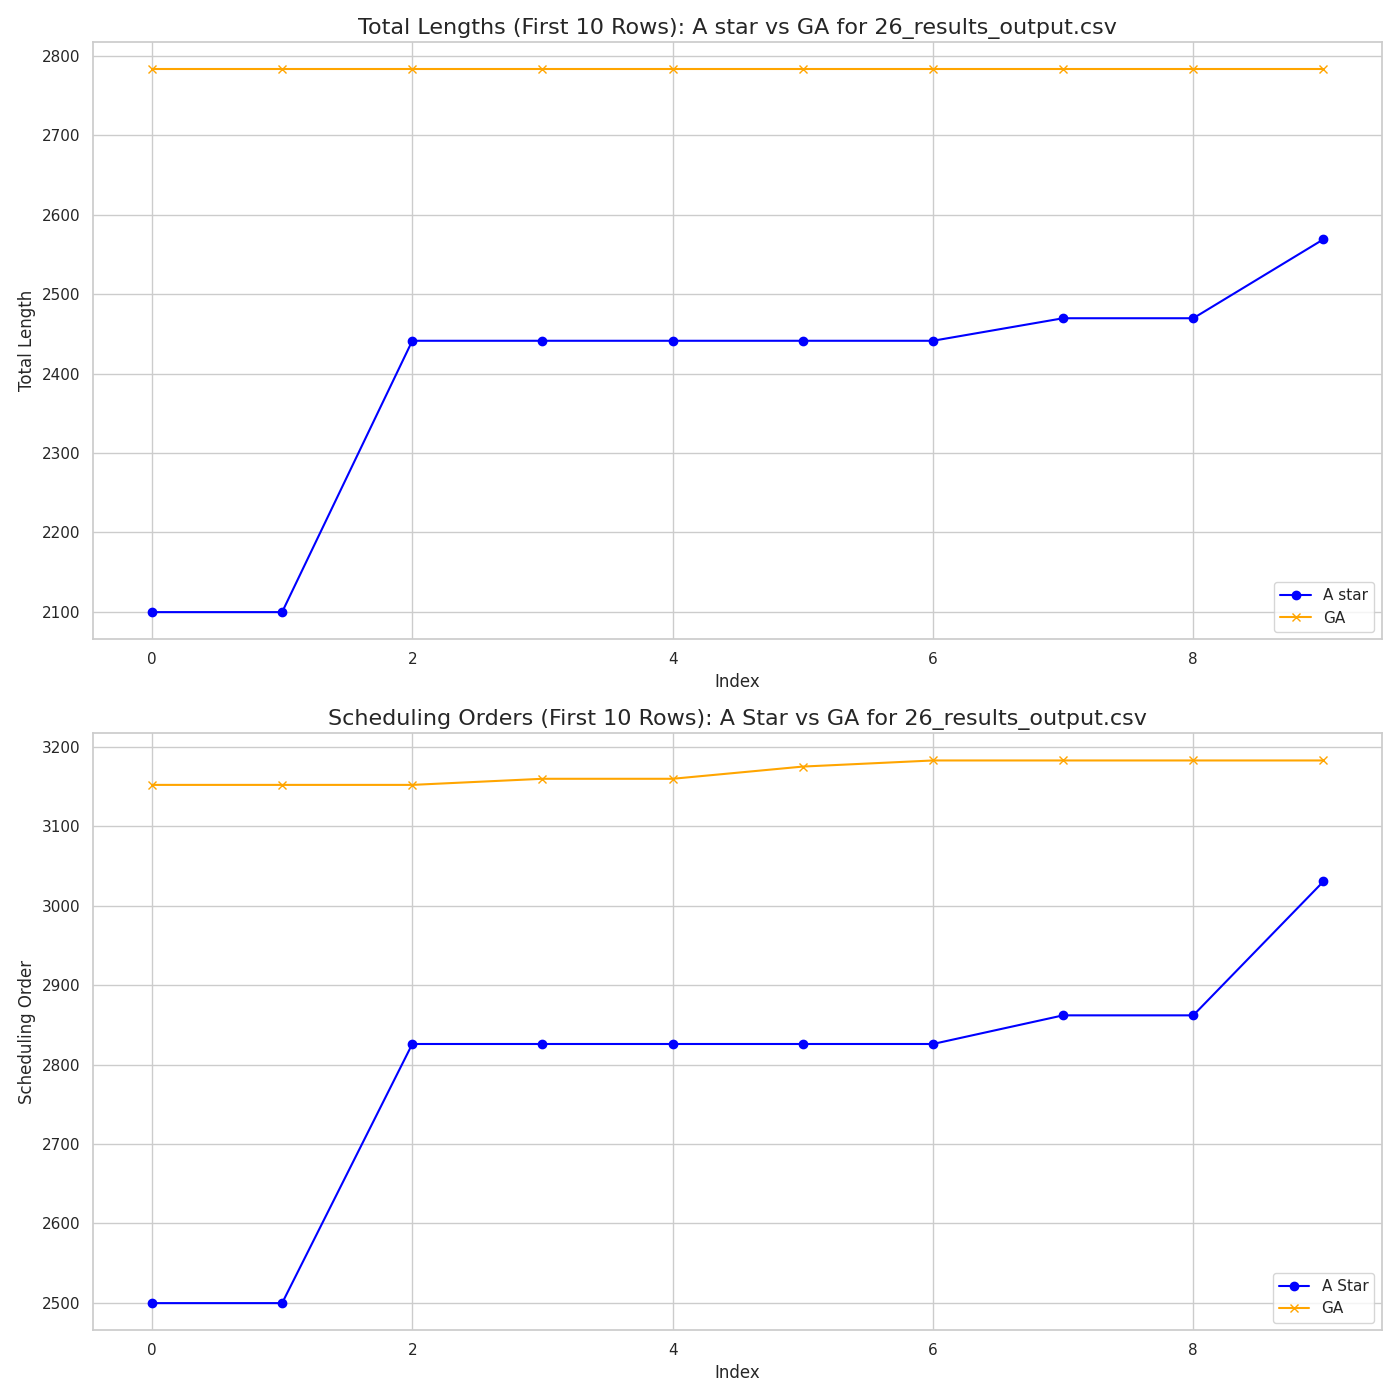 Total Lengths (First 10 Rows): A star vs GA for 26_results_output.csv
2800
2700
2600
2500
2400
2300
2200
2100
Total Length
A star
GA
0 2 4 6 8
Index
Scheduling Orders (First 10 Rows): A Star vs GA for 26_results_output.csv
3200
3100
3000
2900
2800
2700
2600
2500
Scheduling Order
A Star
GA
0 2 4 6 8
Index